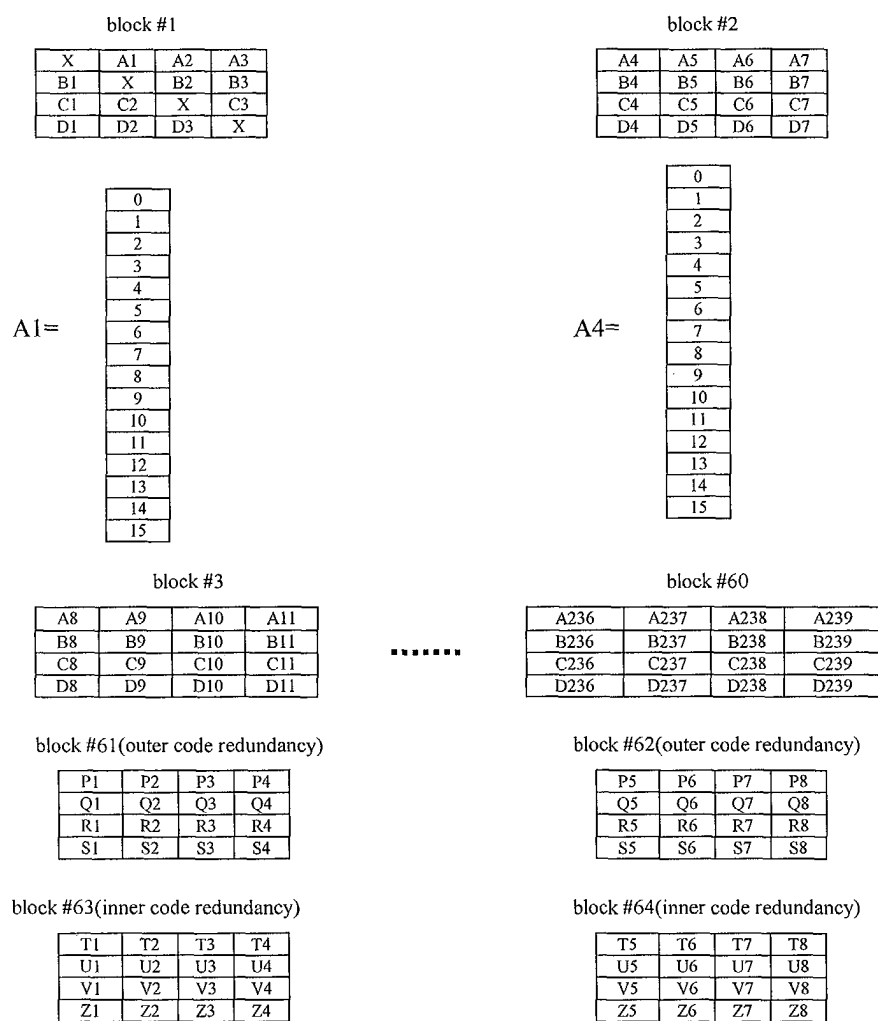 block #1 block #2
X A1 A2 A3 A4 A5 A6 A7
B1 X B2 B3 B4 B5 B6 B7
C1 C2 X C3 C4 C5 C6 C7
D1 D2 D3 X D4 D5 D6 D7
A1=
0
1
2
3
4
5
6
7
8
9
10
11
12
13
14
15
A4=
0
1
2
3
4
5
6
7
8
9
10
11
12
13
14
15
block #3 block #60
A8 A9 A10 A11 ....... A236 A237 A238 A239
B8 B9 B10 B11 B236 B237 B238 B239
C8 C9 C10 C11 C236 C237 C238 C239
D8 D9 D10 D11 D236 D237 D238 D239
block #61(outer code redundancy) block #62(outer code redundancy)
P1 P2 P3 P4 P5 P6 P7 P8
Q1 Q2 Q3 Q4 Q5 Q6 Q7 Q8
R1 R2 R3 R4 R5 R6 R7 R8
S1 S2 S3 S4 S5 S6 S7 S8
block #63(inner code redundancy) block #64(inner code redundancy)
T1 T2 T3 T4 T5 T6 T7 T8
U1 U2 U3 U4 U5 U6 U7 U8
V1 V2 V3 V4 V5 V6 V7 V8
Z1 Z2 Z3 Z4 Z5 Z6 Z7 Z8